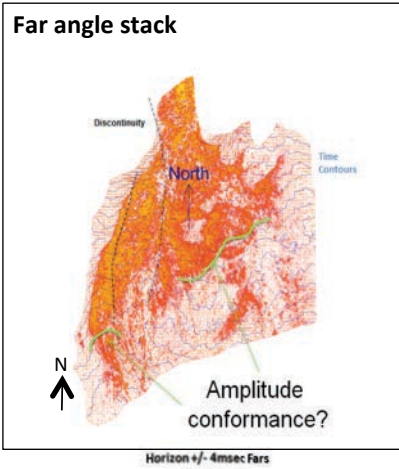 Far angle stack
Discontinuity
Time
Contours
North
N
Amplitude
conformance?
Horizon +/- 4msec Fars